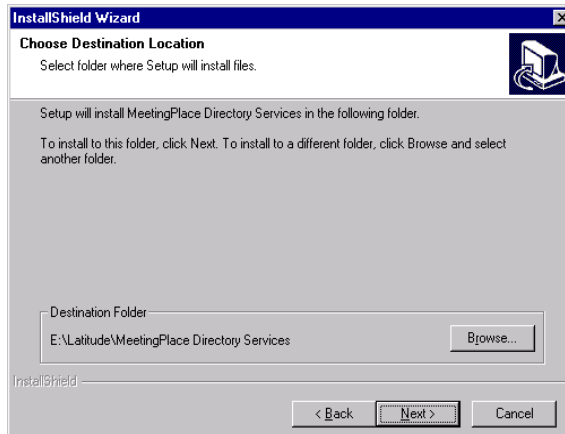 InstallShield Wizard
Choose Destination Location
Select folder where Setup will install files.
Setup will install MeetingPlace Directory Services in the following folder.
To install to this folder, click Next. To install to a different folder, click Browse and select
another folder.
Destination Folder
E:\Latitude\MeetingPlace Directory Services
Browse...
InstallShield
< Back
Next >
Cancel